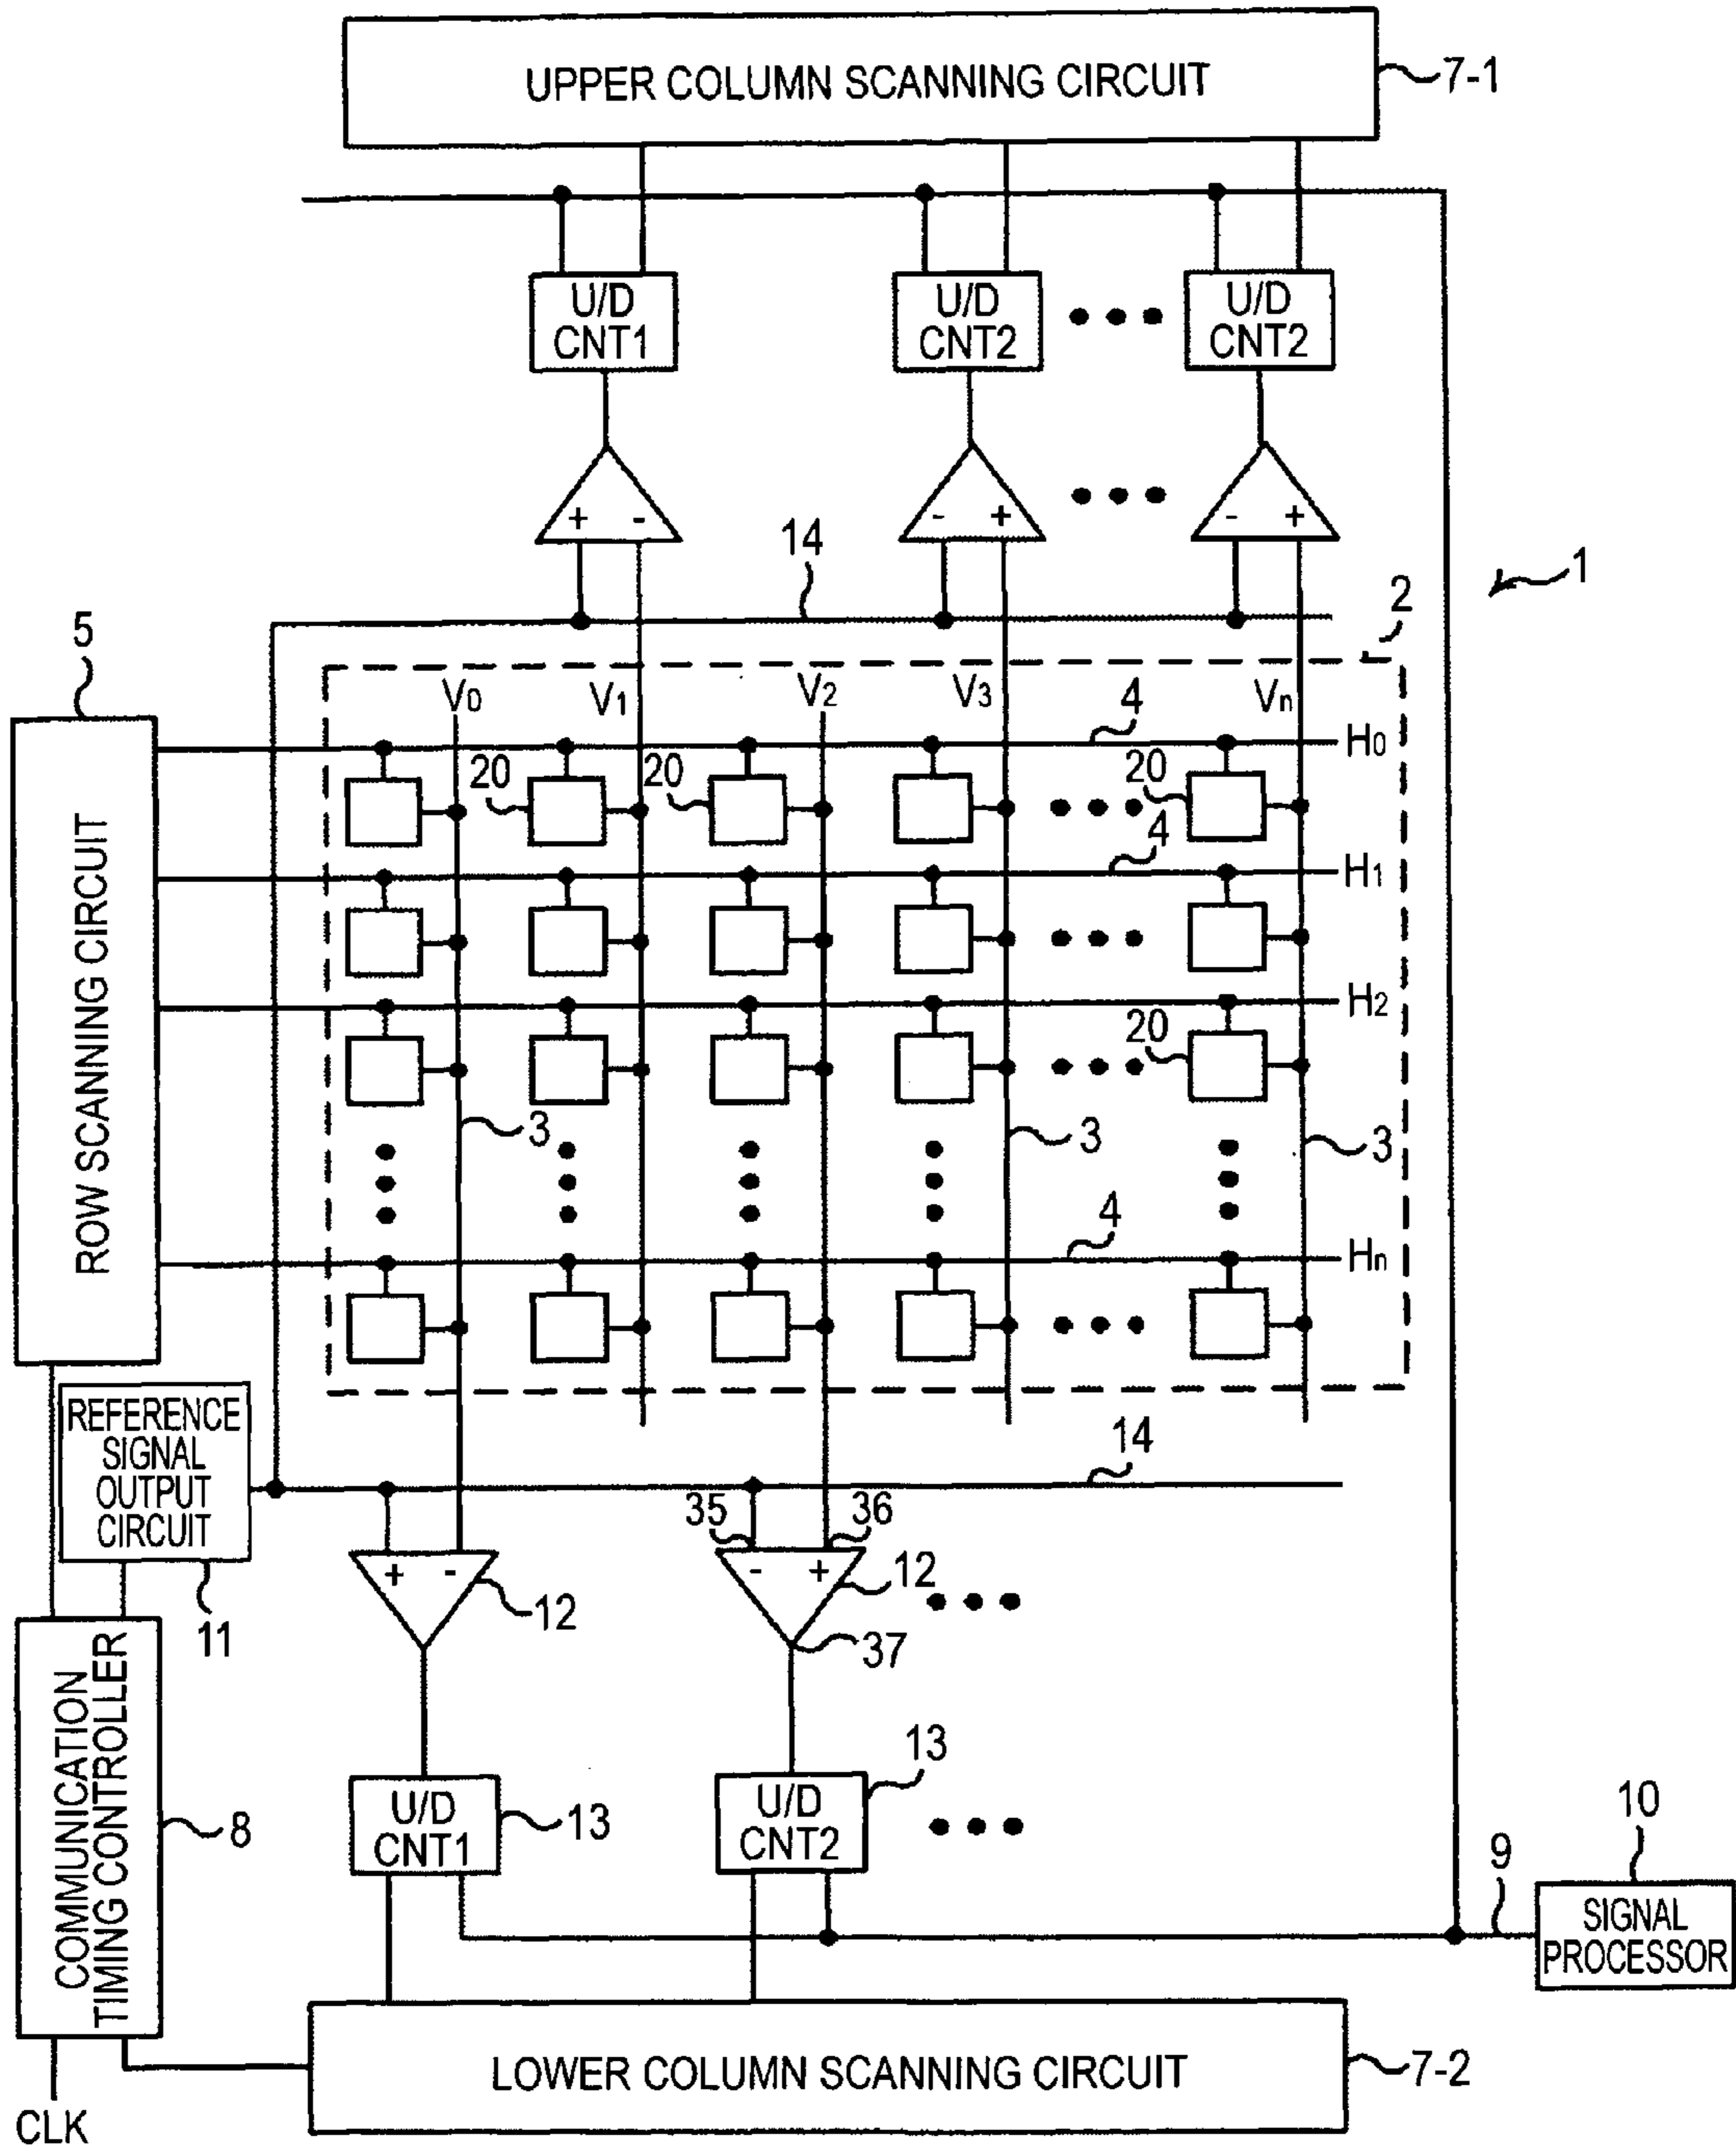 UPPER COLUMN SCANNING CIRCUIT
7-1
U/D
CNT1
U/D
CNT2
U/D
CNT2
+ -
- +
- +
14
1
2
5
V0 V1 V2 V3 Vn
4
H0
20 20 20
4
H1
H2
20
3 3 3
4
Hn
ROW SCANNING CIRCUIT
REFERENCE
SIGNAL
OUTPUT
CIRCUIT
11
14
35 36
+ -
12
- +
12
37
COMMUNICATION
TIMING CONTROLLER
8
U/D
CNT1
13
U/D
CNT2
13
9
10
SIGNAL
PROCESSOR
LOWER COLUMN SCANNING CIRCUIT
7-2
CLK